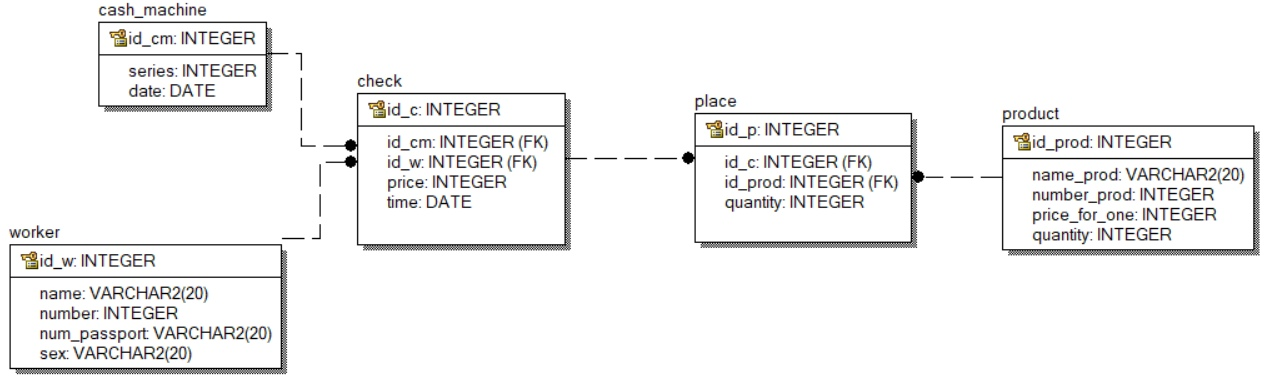 cash_machine
id_cm: INTEGER
series: INTEGER
date: DATE
check
id_c: INTEGER
id_cm: INTEGER (FK)
id_w: INTEGER (FK)
price: INTEGER
time: DATE
place
id_p: INTEGER
id_c: INTEGER (FK)
id_prod: INTEGER (FK)
quantity: INTEGER
product
id_prod: INTEGER
name_prod: VARCHAR2(20)
number_prod: INTEGER
price_for_one: INTEGER
quantity: INTEGER
worker
id_w: INTEGER
name: VARCHAR2(20)
number: INTEGER
num_passport: VARCHAR2(20)
sex: VARCHAR2(20)